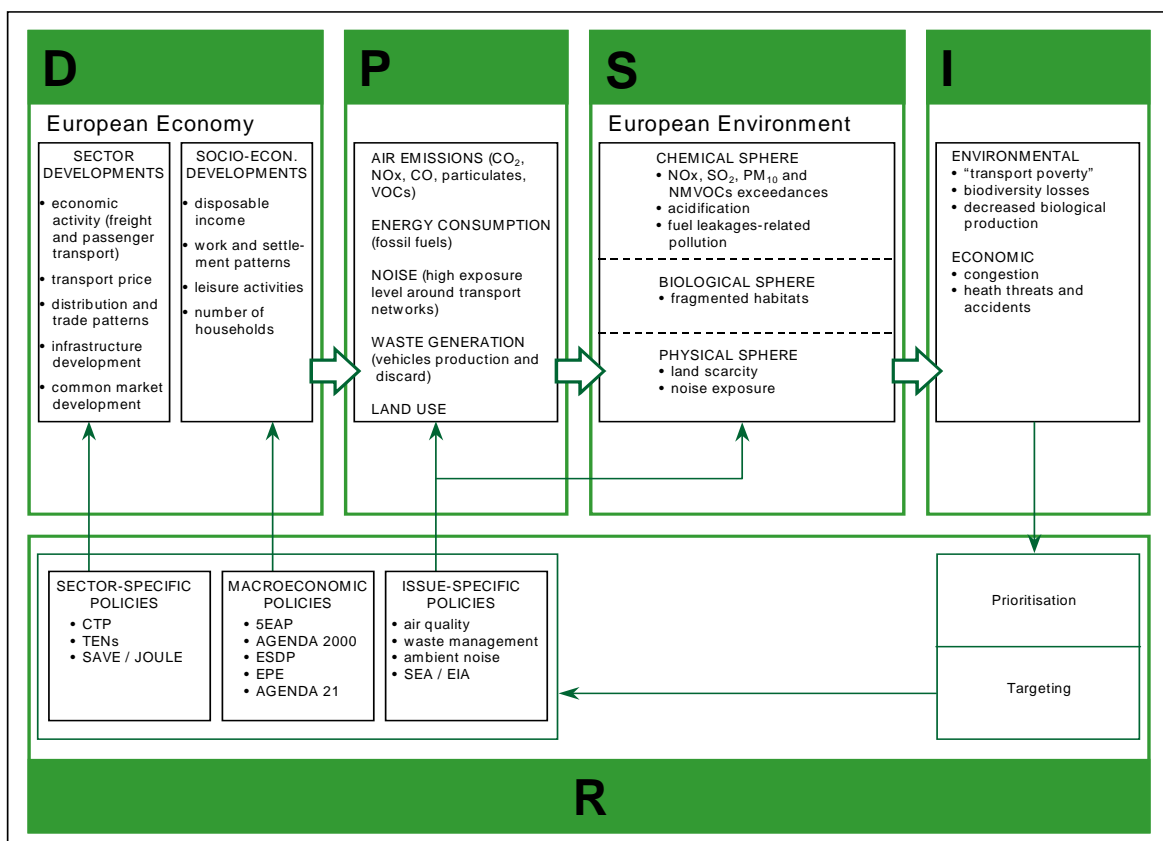 D
P
S
I
European Economy
SECTOR
DEVELOPMENTS
• economic
activity (freight
and passenger
transport)
• transport price
• distribution and
trade patterns
• infrastructure
development
• common market
development
SOCIO-ECON.
DEVELOPMENTS
• disposable
income
• work and settle-
ment patterns
• leisure activities
• number of
households
AIR EMISSIONS (CO₂,
NOx, CO, particulates,
VOCs)
ENERGY CONSUMPTION
(fossil fuels)
NOISE (high exposure
level around transport
networks)
WASTE GENERATION
(vehicles production and
discard)
LAND USE
European Environment
CHEMICAL SPHERE
• NOx, SO₂, PM₁₀ and
NMVOCs exceedances
• acidification
• fuel leakages-related
pollution
BIOLOGICAL SPHERE
• fragmented habitats
PHYSICAL SPHERE
• land scarcity
• noise exposure
ENVIRONMENTAL
• “transport poverty”
• biodiversity losses
• decreased biological
production
ECONOMIC
• congestion
• heath threats and
accidents
SECTOR-SPECIFIC
POLICIES
• CTP
• TENs
• SAVE / JOULE
MACROECONOMIC
POLICIES
• 5EAP
• AGENDA 2000
• ESDP
• EPE
• AGENDA 21
ISSUE-SPECIFIC
POLICIES
• air quality
• waste management
• ambient noise
• SEA / EIA
Prioritisation
Targeting
R